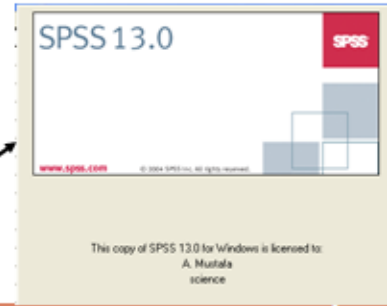 SPSS 13.0
SPSS
www.spss.com
© 2004 SPSS Inc. All rights reserved.
This copy of SPSS 13.0 for Windows is licensed to:
A. Mustala
science